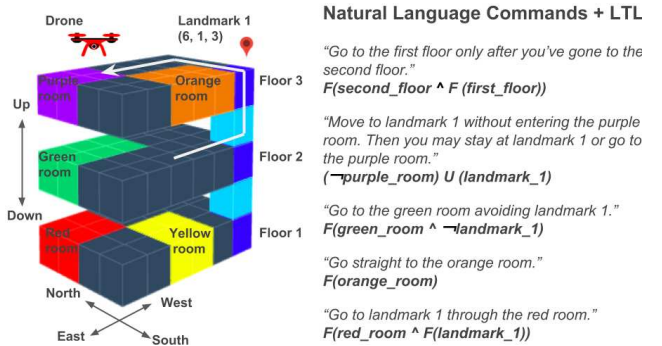 Drone
Landmark 1
(6, 1, 3)
Purple
room
Orange
room
Floor 3
Up
Green
room
Floor 2
Down
Red
room
Yellow
room
Floor 1
North
West
East
South
Natural Language Commands + LTL
“Go to the first floor only after you’ve gone to the
second floor.”
F(second_floor ^ F (first_floor))
“Move to landmark 1 without entering the purple
room. Then you may stay at landmark 1 or go to
the purple room.”
(¬purple_room) U (landmark_1)
“Go to the green room avoiding landmark 1.”
F(green_room ^ ¬landmark_1)
“Go straight to the orange room.”
F(orange_room)
“Go to landmark 1 through the red room.”
F(red_room ^ F(landmark_1))